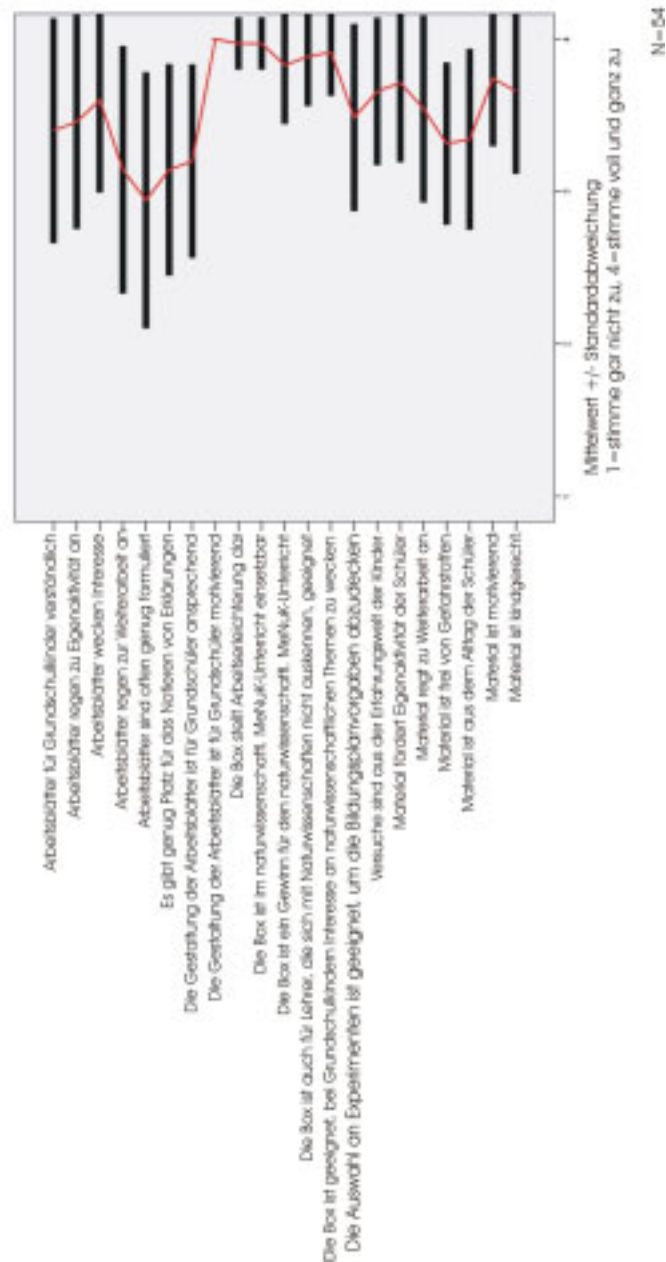 Arbeitsblätter für Grundschulkinder verständlich
Arbeitsblätter regen zu Eigenaktivität an
Arbeitsblätter wecken Interesse
Arbeitsblätter regen zur Weiterarbeit an
Arbeitsblätter sind offen genug formuliert
Es gibt genug Platz für das Notieren von Erklärungen
Die Gestaltung der Arbeitsblätter ist für Grundschüler ansprechend
Die Gestaltung der Arbeitsblätter ist für Grundschüler motivierend
Die Box stellt Arbeitserleichterung dar
Die Box ist im naturwissenschaftl. MeNuK-Unterricht einsetzbar
Die Box ist ein Gewinn für den naturwissenschaftl. MeNuK-Unterricht
Die Box ist auch für Lehrer, die sich mit Naturwissenschaften nicht auskennen, geeignet
Die Box ist geeignet, bei Grundschulkindern Interesse an naturwissenschaftlichen Themen zu wecken
Die Auswahl an Experimenten ist geeignet, um die Bildungsplanvorgaben abzudecken
Versuche sind aus der Erfahrungswelt der Kinder
Material fördert Eigenaktivität der Schüler
Material regt zu Weiterarbeit an
Material ist frei von Gefahrstoffen
Material ist aus dem Alltag der Schüler
Material ist motivierend
Material ist kindgerecht
1 2 3 4
Mittelwert +/- Standardabweichung
1=stimme gar nicht zu, 4=stimme voll und ganz zu
N=54